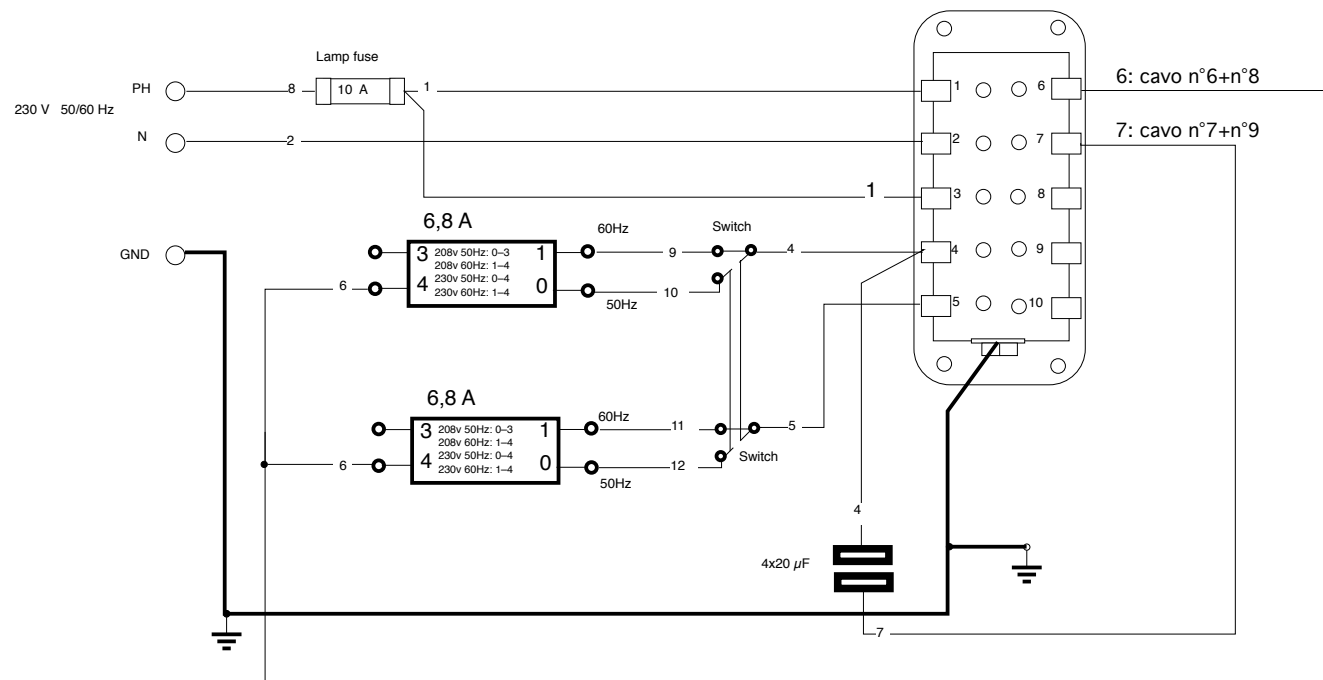 Lamp fuse
PH
8
10 A
1
230 V 50/60 Hz
N
2
1
GND
6,8 A
3 208v 50Hz: 0–3 1
208v 60Hz: 1–4
4 230v 50Hz: 0–4 0
230v 60Hz: 1–4
60Hz
50Hz
6
9
10
Switch
4
6,8 A
3 208v 50Hz: 0–3 1
208v 60Hz: 1–4
4 230v 50Hz: 0–4 0
230v 60Hz: 1–4
60Hz
50Hz
6
11
12
5
Switch
4
4x20 µF
7
1 6
2 7
3 8
4 9
5 10
6: cavo n°6+n°8
7: cavo n°7+n°9